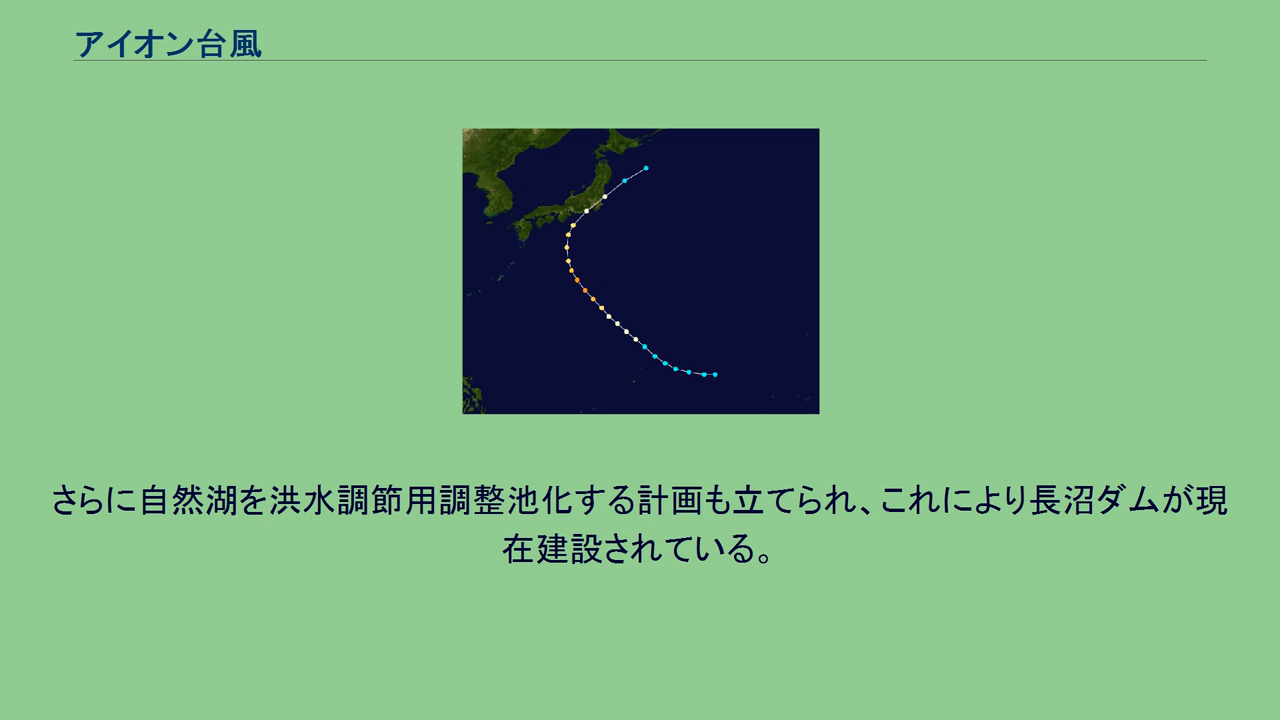 アイオン台風
さらに自然湖を洪水調節用調整池化する計画も立てられ、これにより長沼ダムが現
在建設されている。